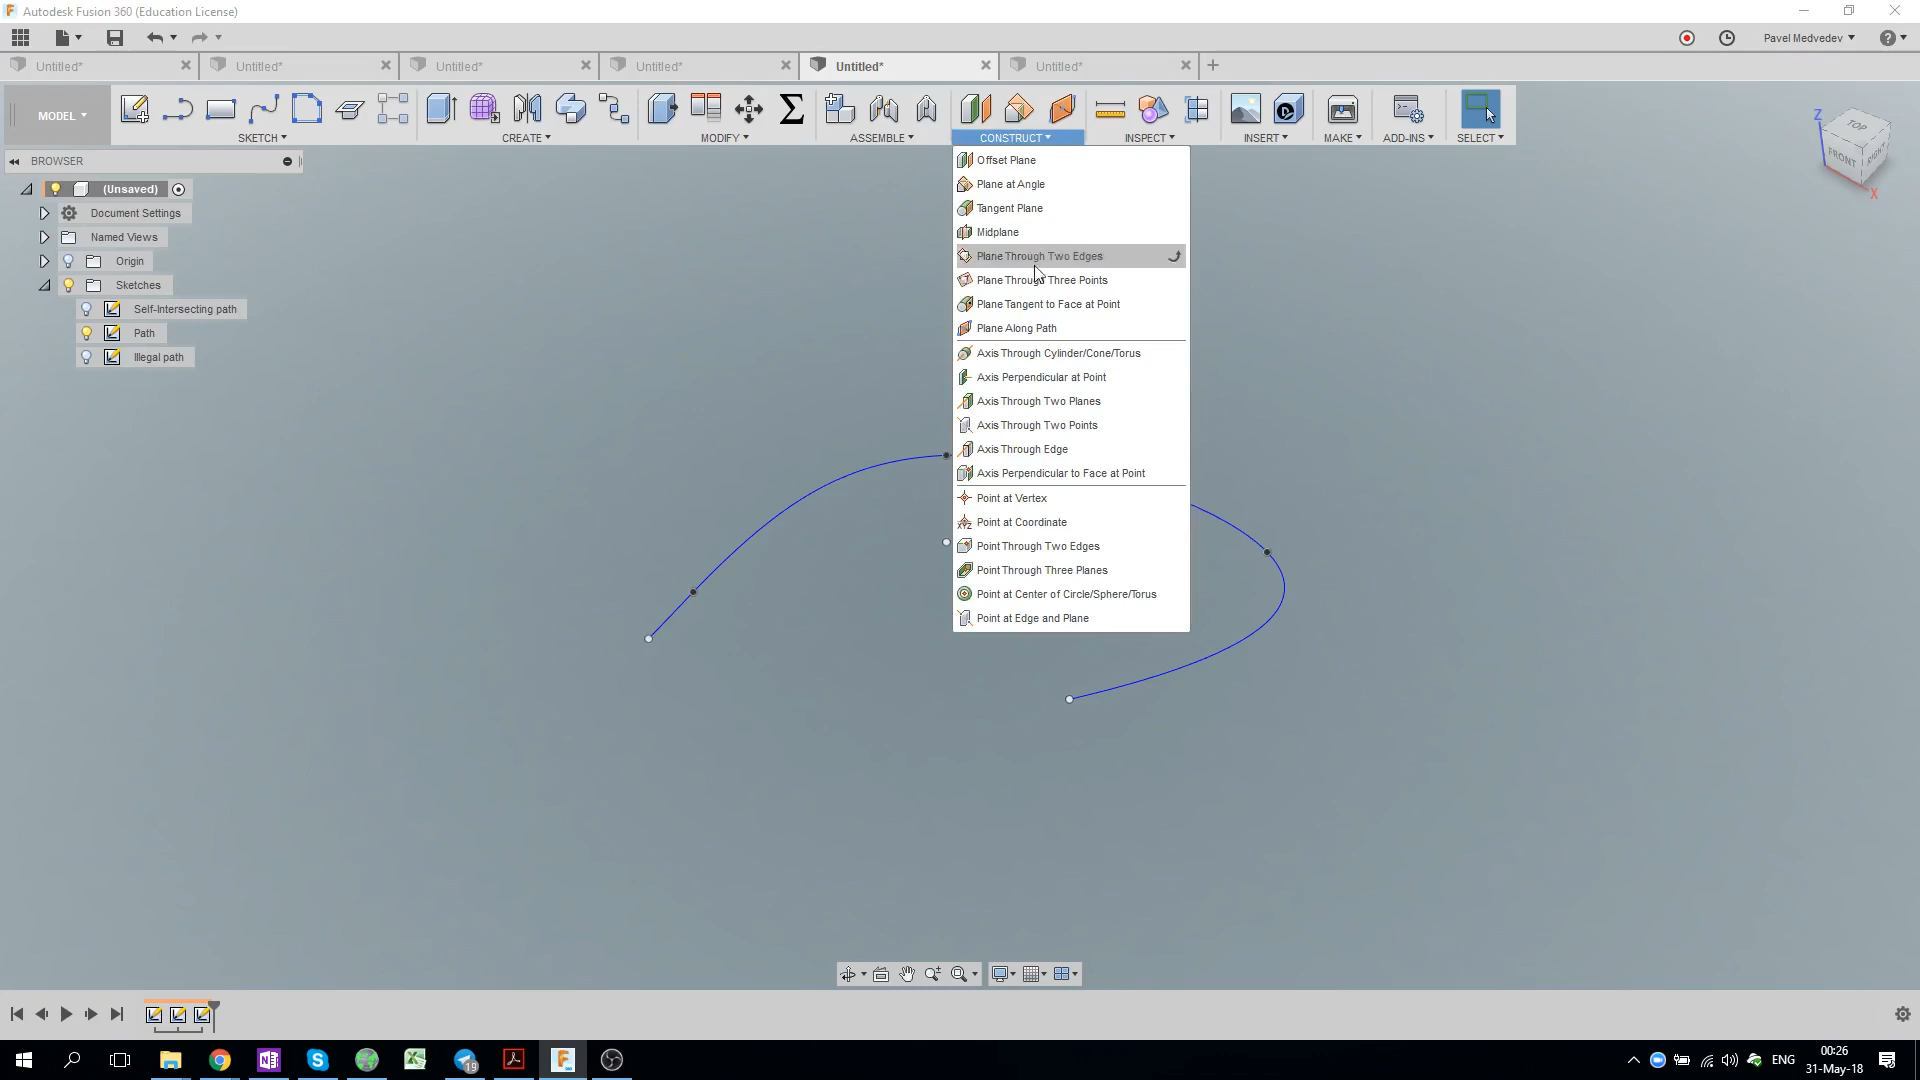 Autodesk Fusion 360 (Education License)
Pavel Medvedev
Untitled* Untitled* Untitled* Untitled* Untitled* Untitled*
MODEL
SKETCH CREATE MODIFY ASSEMBLE CONSTRUCT INSPECT INSERT MAKE ADD-INS SELECT
BROWSER
(Unsaved)
Document Settings
Named Views
Origin
Sketches
Self-Intersecting path
Path
Illegal path
Offset Plane
Plane at Angle
Tangent Plane
Midplane
Plane Through Two Edges
Plane Through Three Points
Plane Tangent to Face at Point
Plane Along Path
Axis Through Cylinder/Cone/Torus
Axis Perpendicular at Point
Axis Through Two Planes
Axis Through Two Points
Axis Through Edge
Axis Perpendicular to Face at Point
Point at Vertex
Point at Coordinate
Point Through Two Edges
Point Through Three Planes
Point at Center of Circle/Sphere/Torus
Point at Edge and Plane
Z
TOP
FRONT
RIGHT
X
19
ENG
00:26
31-May-18